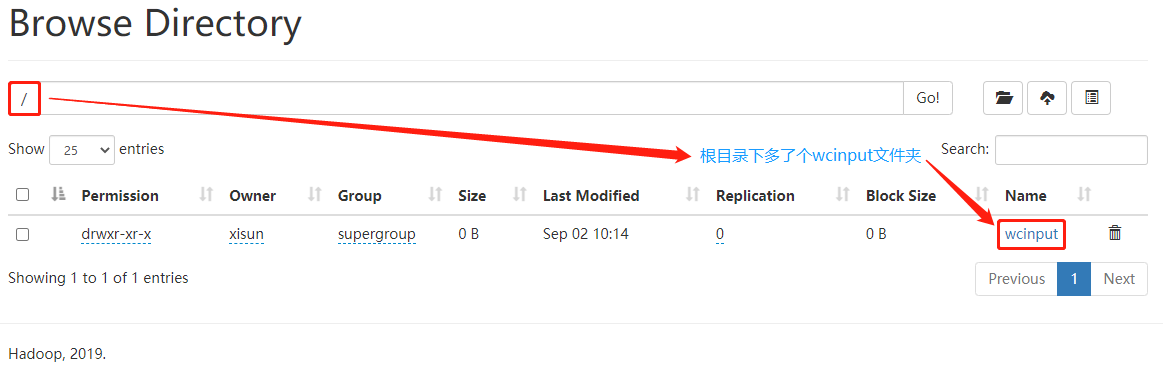 Browse Directory
/ Go!
Show 25 entries Search:
根目录下多了个wcinput文件夹
Permission Owner Group Size Last Modified Replication Block Size Name
drwxr-xr-x xisun supergroup 0 B Sep 02 10:14 0 0 B wcinput
Showing 1 to 1 of 1 entries Previous 1 Next
Hadoop, 2019.